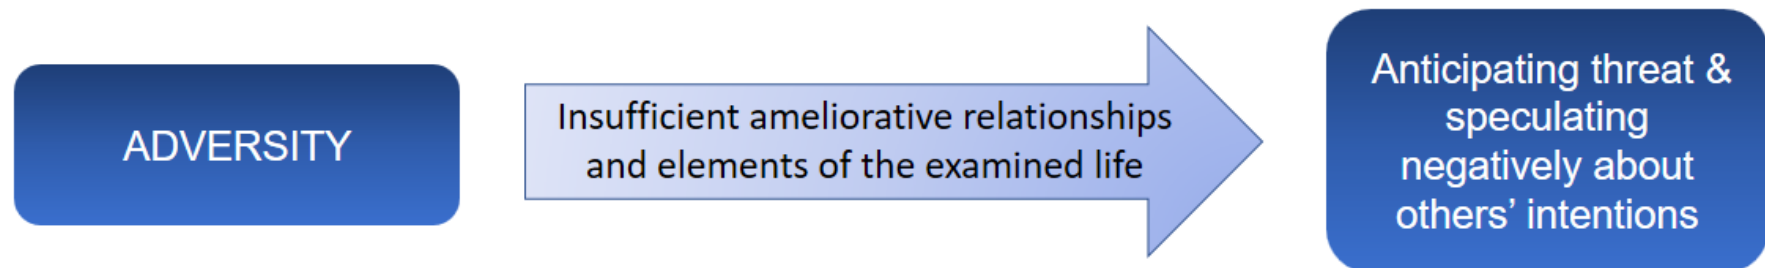 ADVERSITY
Insufficient ameliorative relationships
and elements of the examined life
Anticipating threat &
speculating
negatively about
others’ intentions